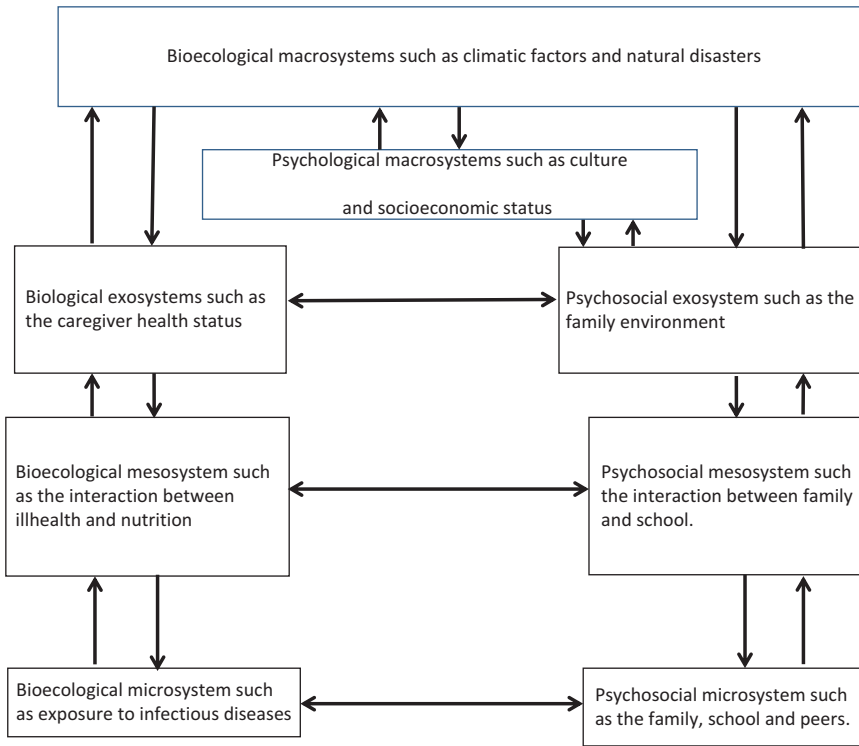 Bioecological macrosystems such as climatic factors and natural disasters
Psychological macrosystems such as culture
and socioeconomic status
Biological exosystems such as
the caregiver health status
Psychosocial exosystem such as the
family environment
Bioecological mesosystem such
as the interaction between
illhealth and nutrition
Psychosocial mesosystem such
the interaction between family
and school.
Bioecological microsystem such
as exposure to infectious diseases
Psychosocial microsystem such
as the family, school and peers.